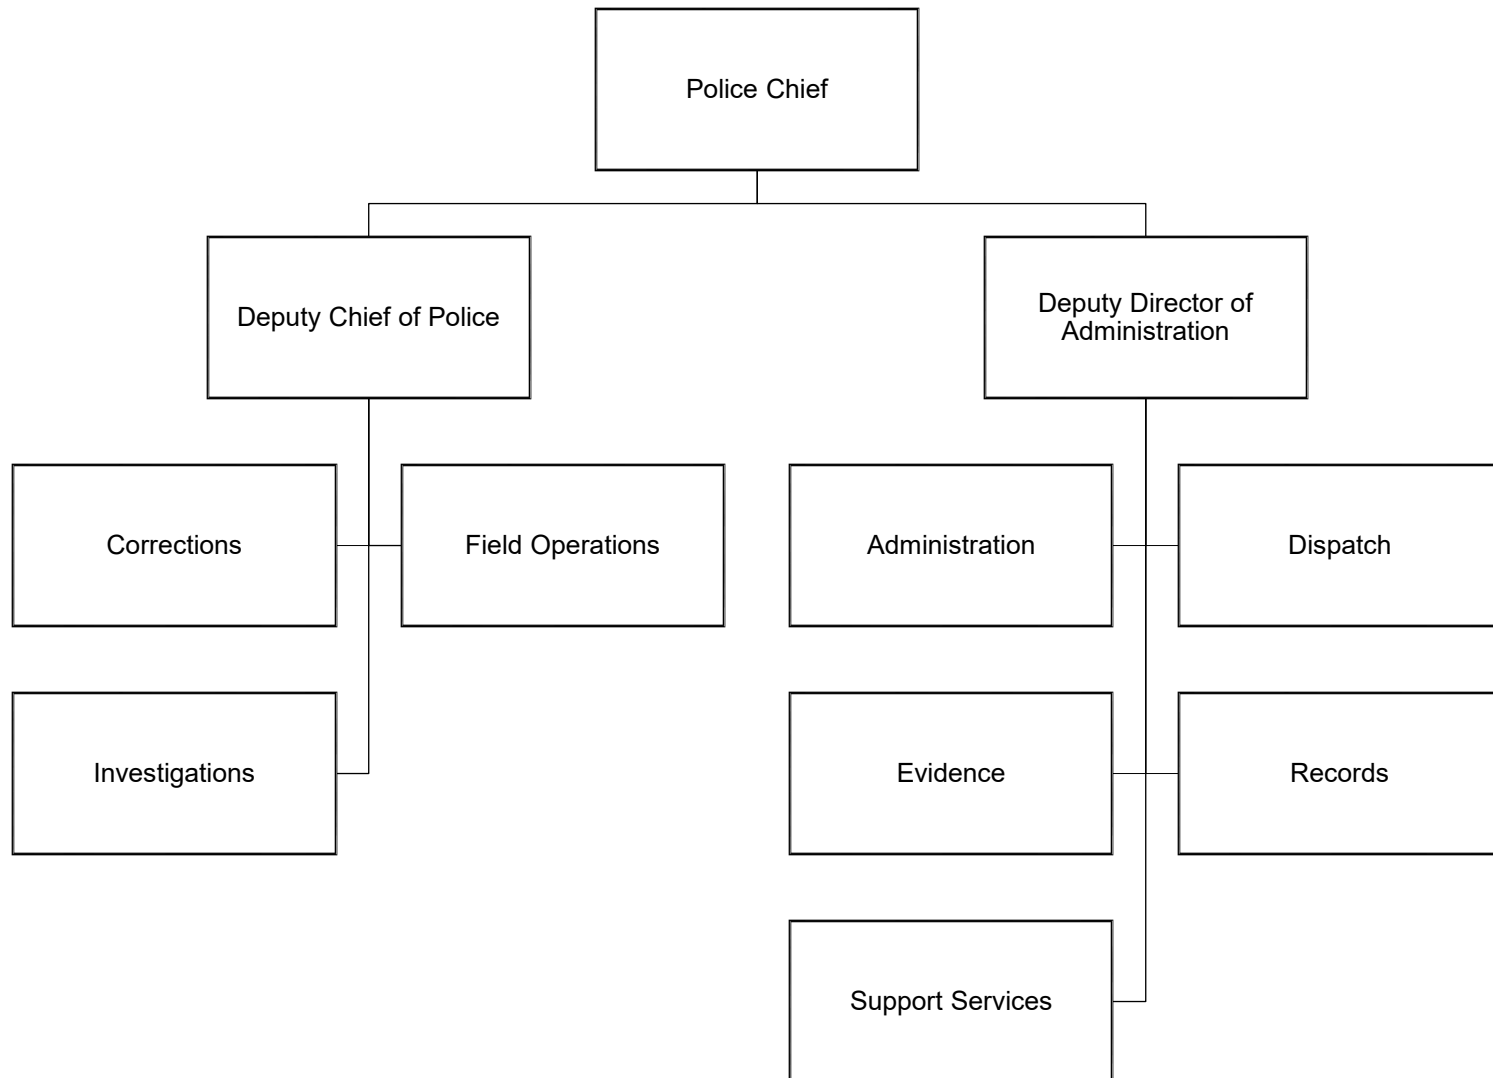 Police Chief
Deputy Chief of Police
Deputy Director of
Administration
Corrections
Field Operations
Administration
Dispatch
Investigations
Evidence
Records
Support Services